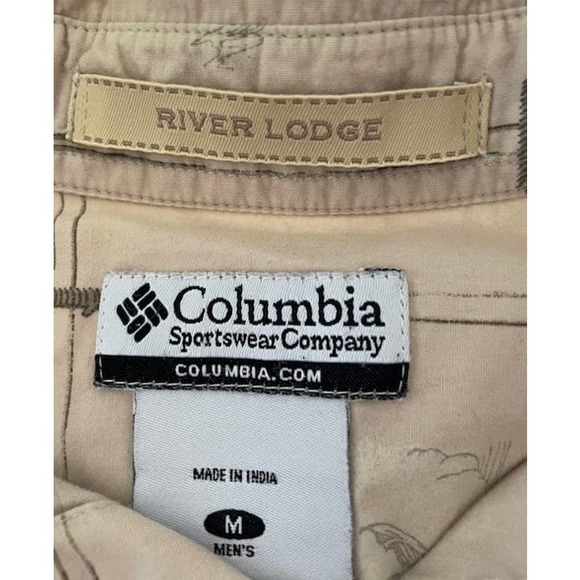 RIVER LODGE
Columbia
Sportswear Company
COLUMBIA.COM
MADE IN INDIA
M
MEN'S